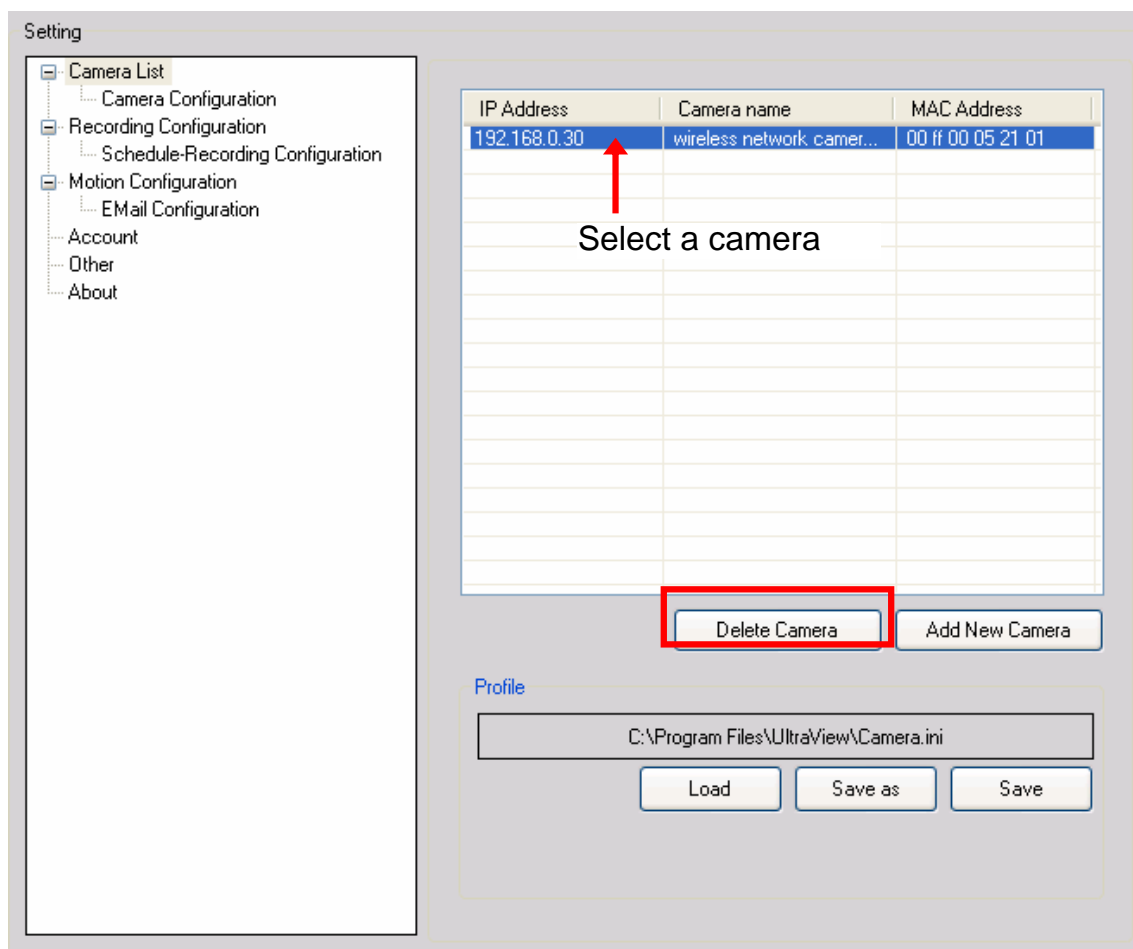 Setting
Camera List
Camera Configuration
Recording Configuration
Schedule-Recording Configuration
Motion Configuration
EMail Configuration
Account
Other
About
IP Address Camera name MAC Address
192.168.0.30 wireless network camer... 00 ff 00 05 21 01
Select a camera
Delete Camera Add New Camera
Profile
C:\Program Files\UltraView\Camera.ini
Load Save as Save